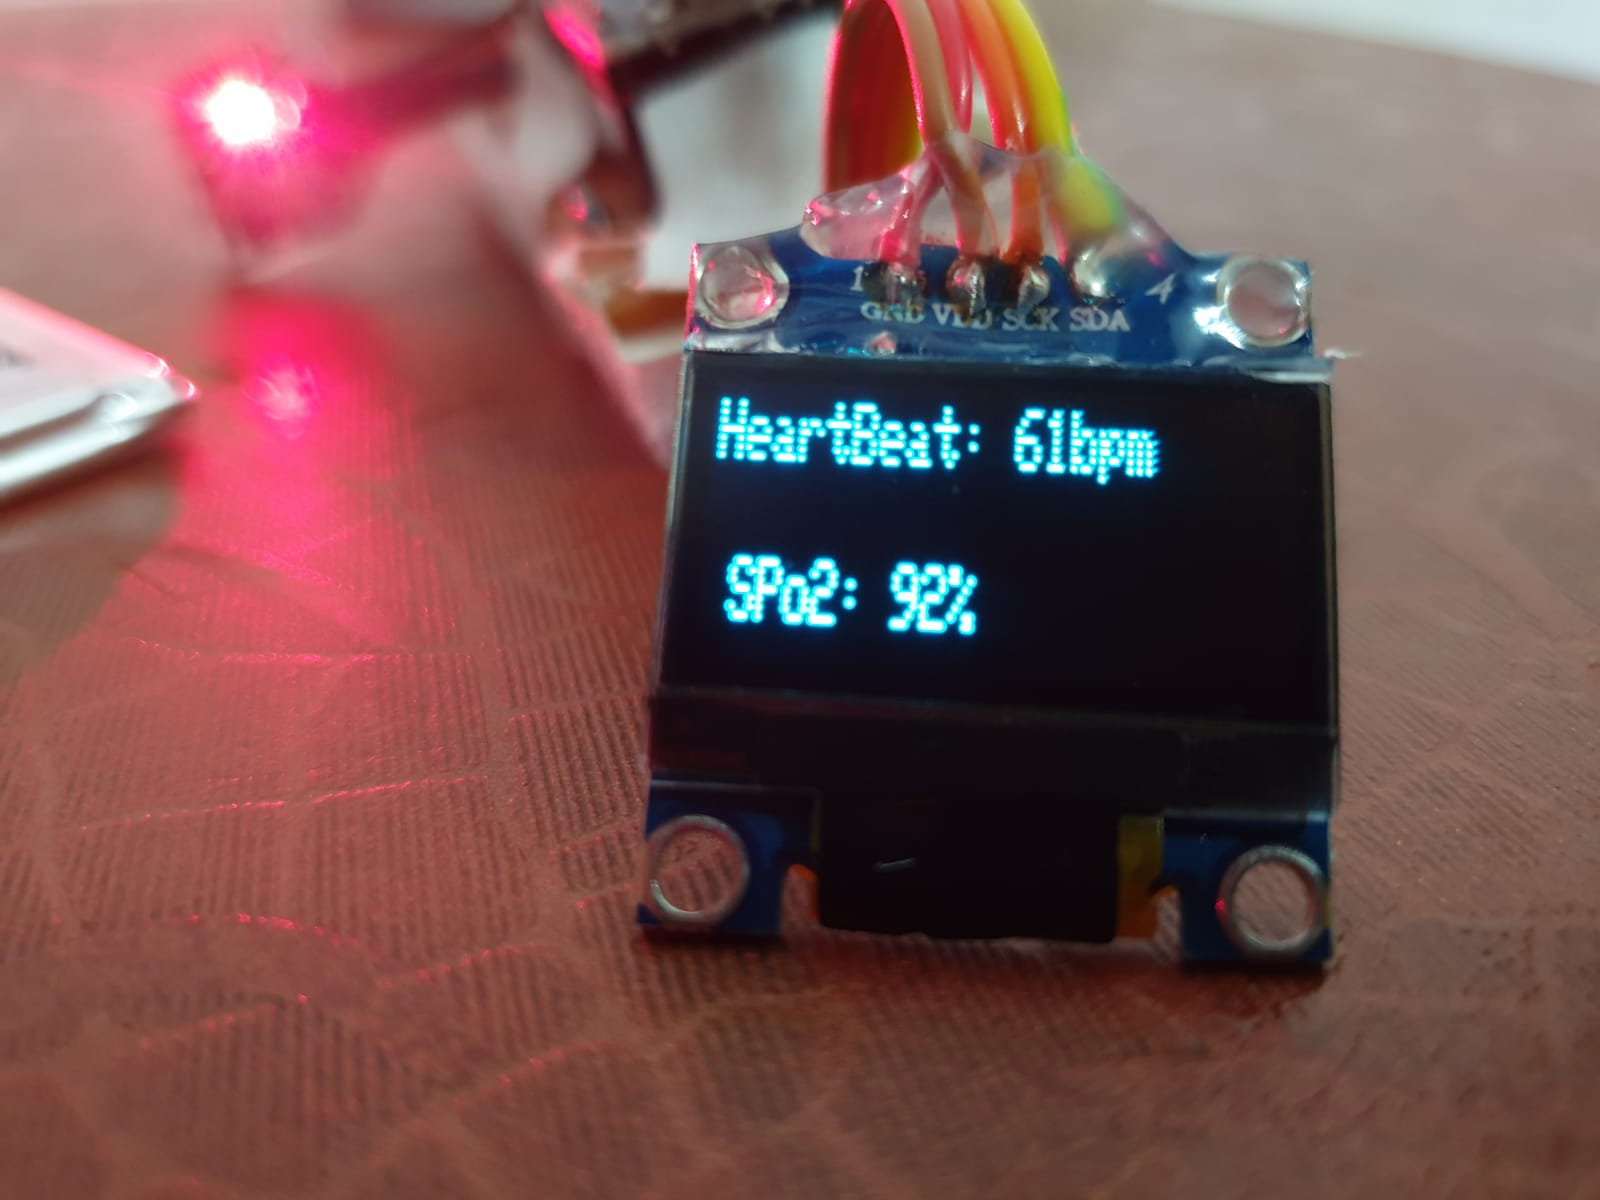 1 4
GND VDD SCK SDA
HeartBeat: 61bpm
SPo2: 92%